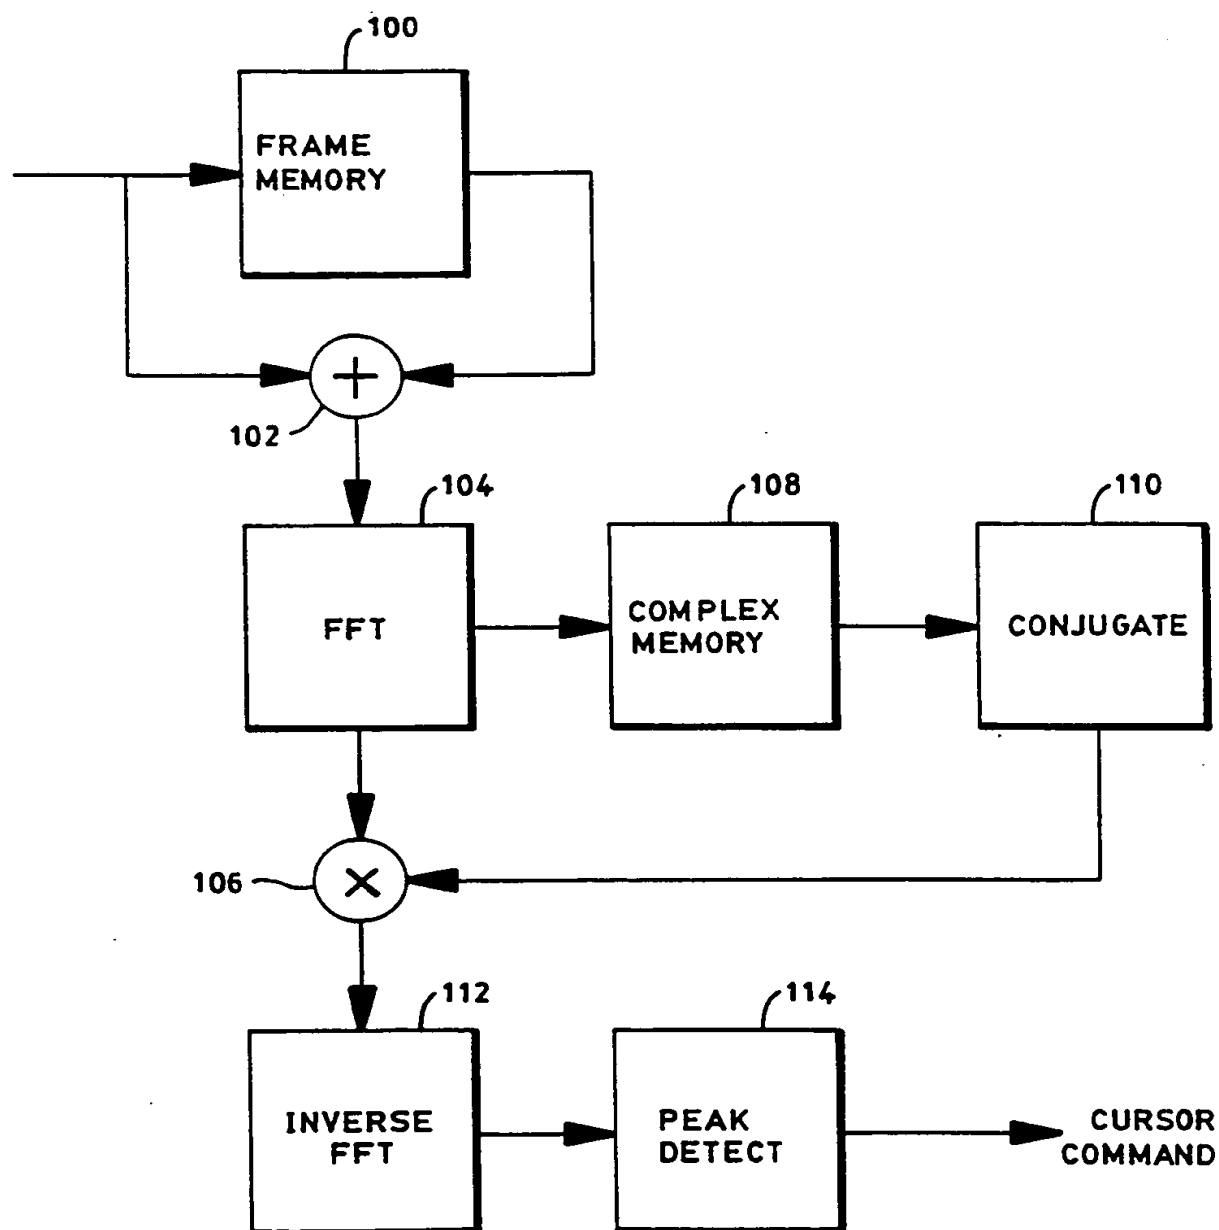 100
FRAME
MEMORY
+
102
104
108
110
FFT
COMPLEX
MEMORY
CONJUGATE
106
×
112
114
INVERSE
FFT
PEAK
DETECT
CURSOR
COMMAND